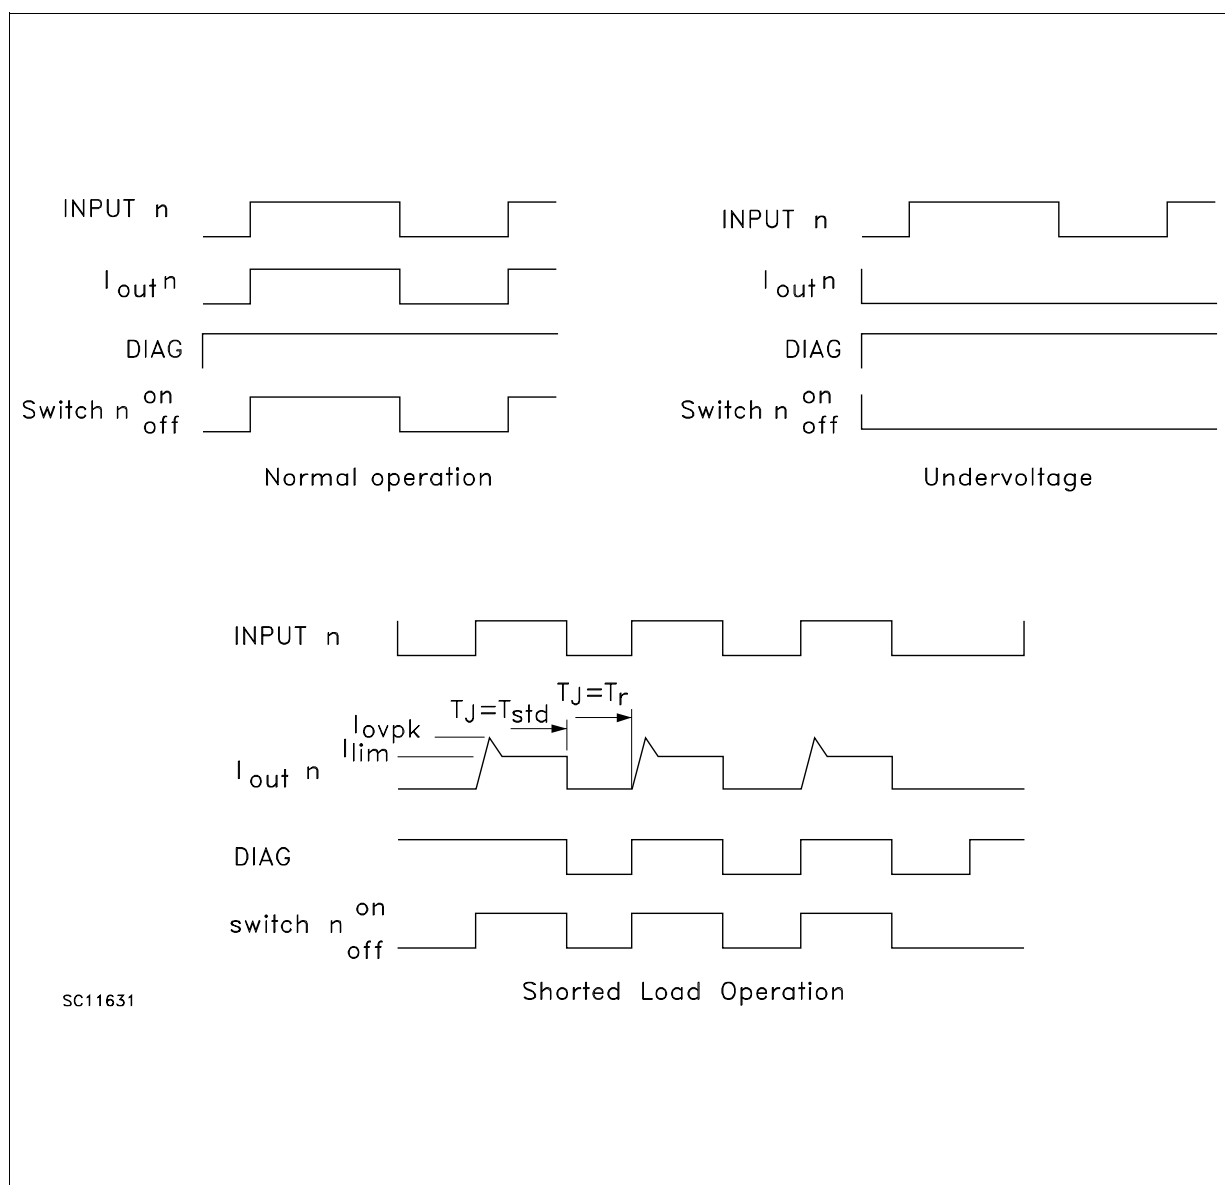 INPUT n
I out n
DIAG
Switch n on off
Normal operation
INPUT n
I out n
DIAG
Switch n on off
Undervoltage
INPUT n
TJ=Tstd
TJ=Tr
Iovpk
Ilim
I out n
DIAG
switch n on off
Shorted Load Operation
SC11631